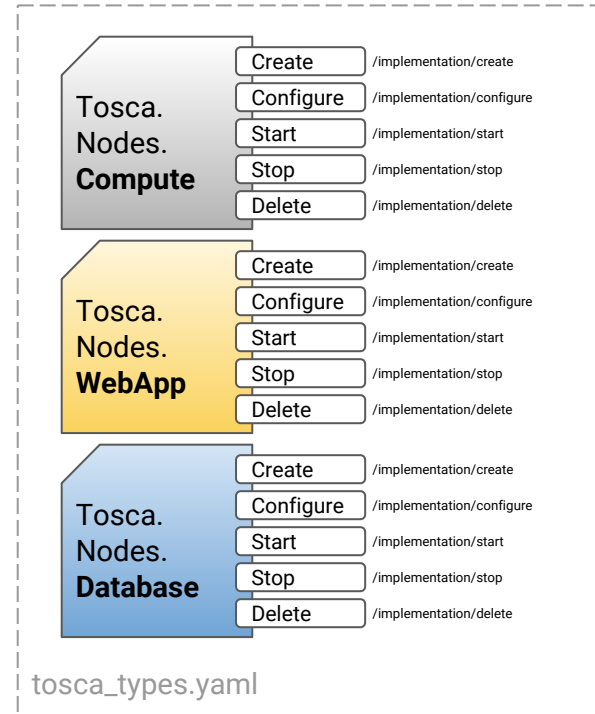 Tosca.
Nodes.
Compute
Create /implementation/create
Configure /implementation/configure
Start /implementation/start
Stop /implementation/stop
Delete /implementation/delete
Tosca.
Nodes.
WebApp
Create /implementation/create
Configure /implementation/configure
Start /implementation/start
Stop /implementation/stop
Delete /implementation/delete
Tosca.
Nodes.
Database
Create /implementation/create
Configure /implementation/configure
Start /implementation/start
Stop /implementation/stop
Delete /implementation/delete
tosca_types.yaml